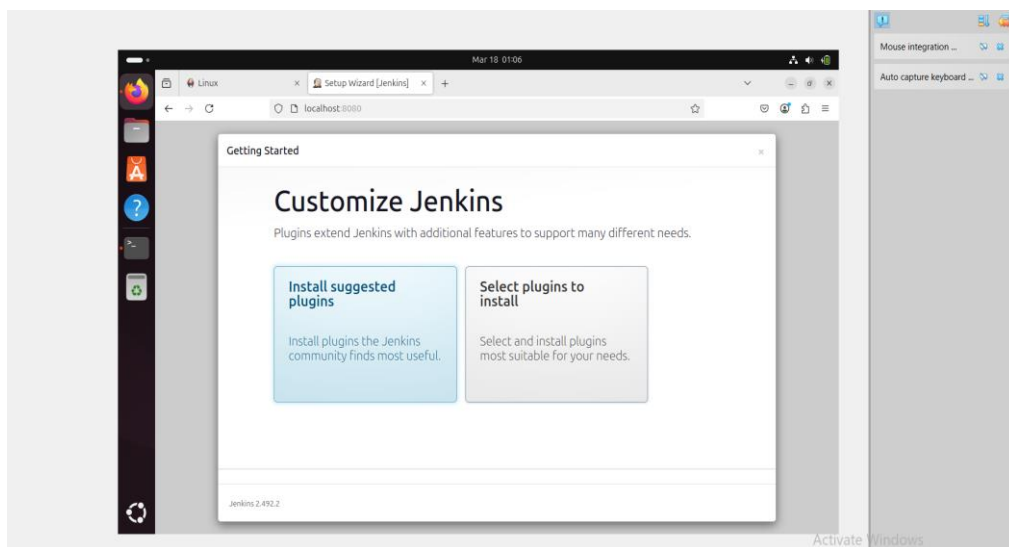 Mouse integration ...
Auto capture keyboard ...
Mar 18 01:06
Linux
Setup Wizard [Jenkins]
localhost:8080
Getting Started
Customize Jenkins
Plugins extend Jenkins with additional features to support many different needs.
Install suggested
plugins
Install plugins the Jenkins
community finds most useful.
Select plugins to
install
Select and install plugins
most suitable for your needs.
Jenkins 2.492.2
Activate Windows